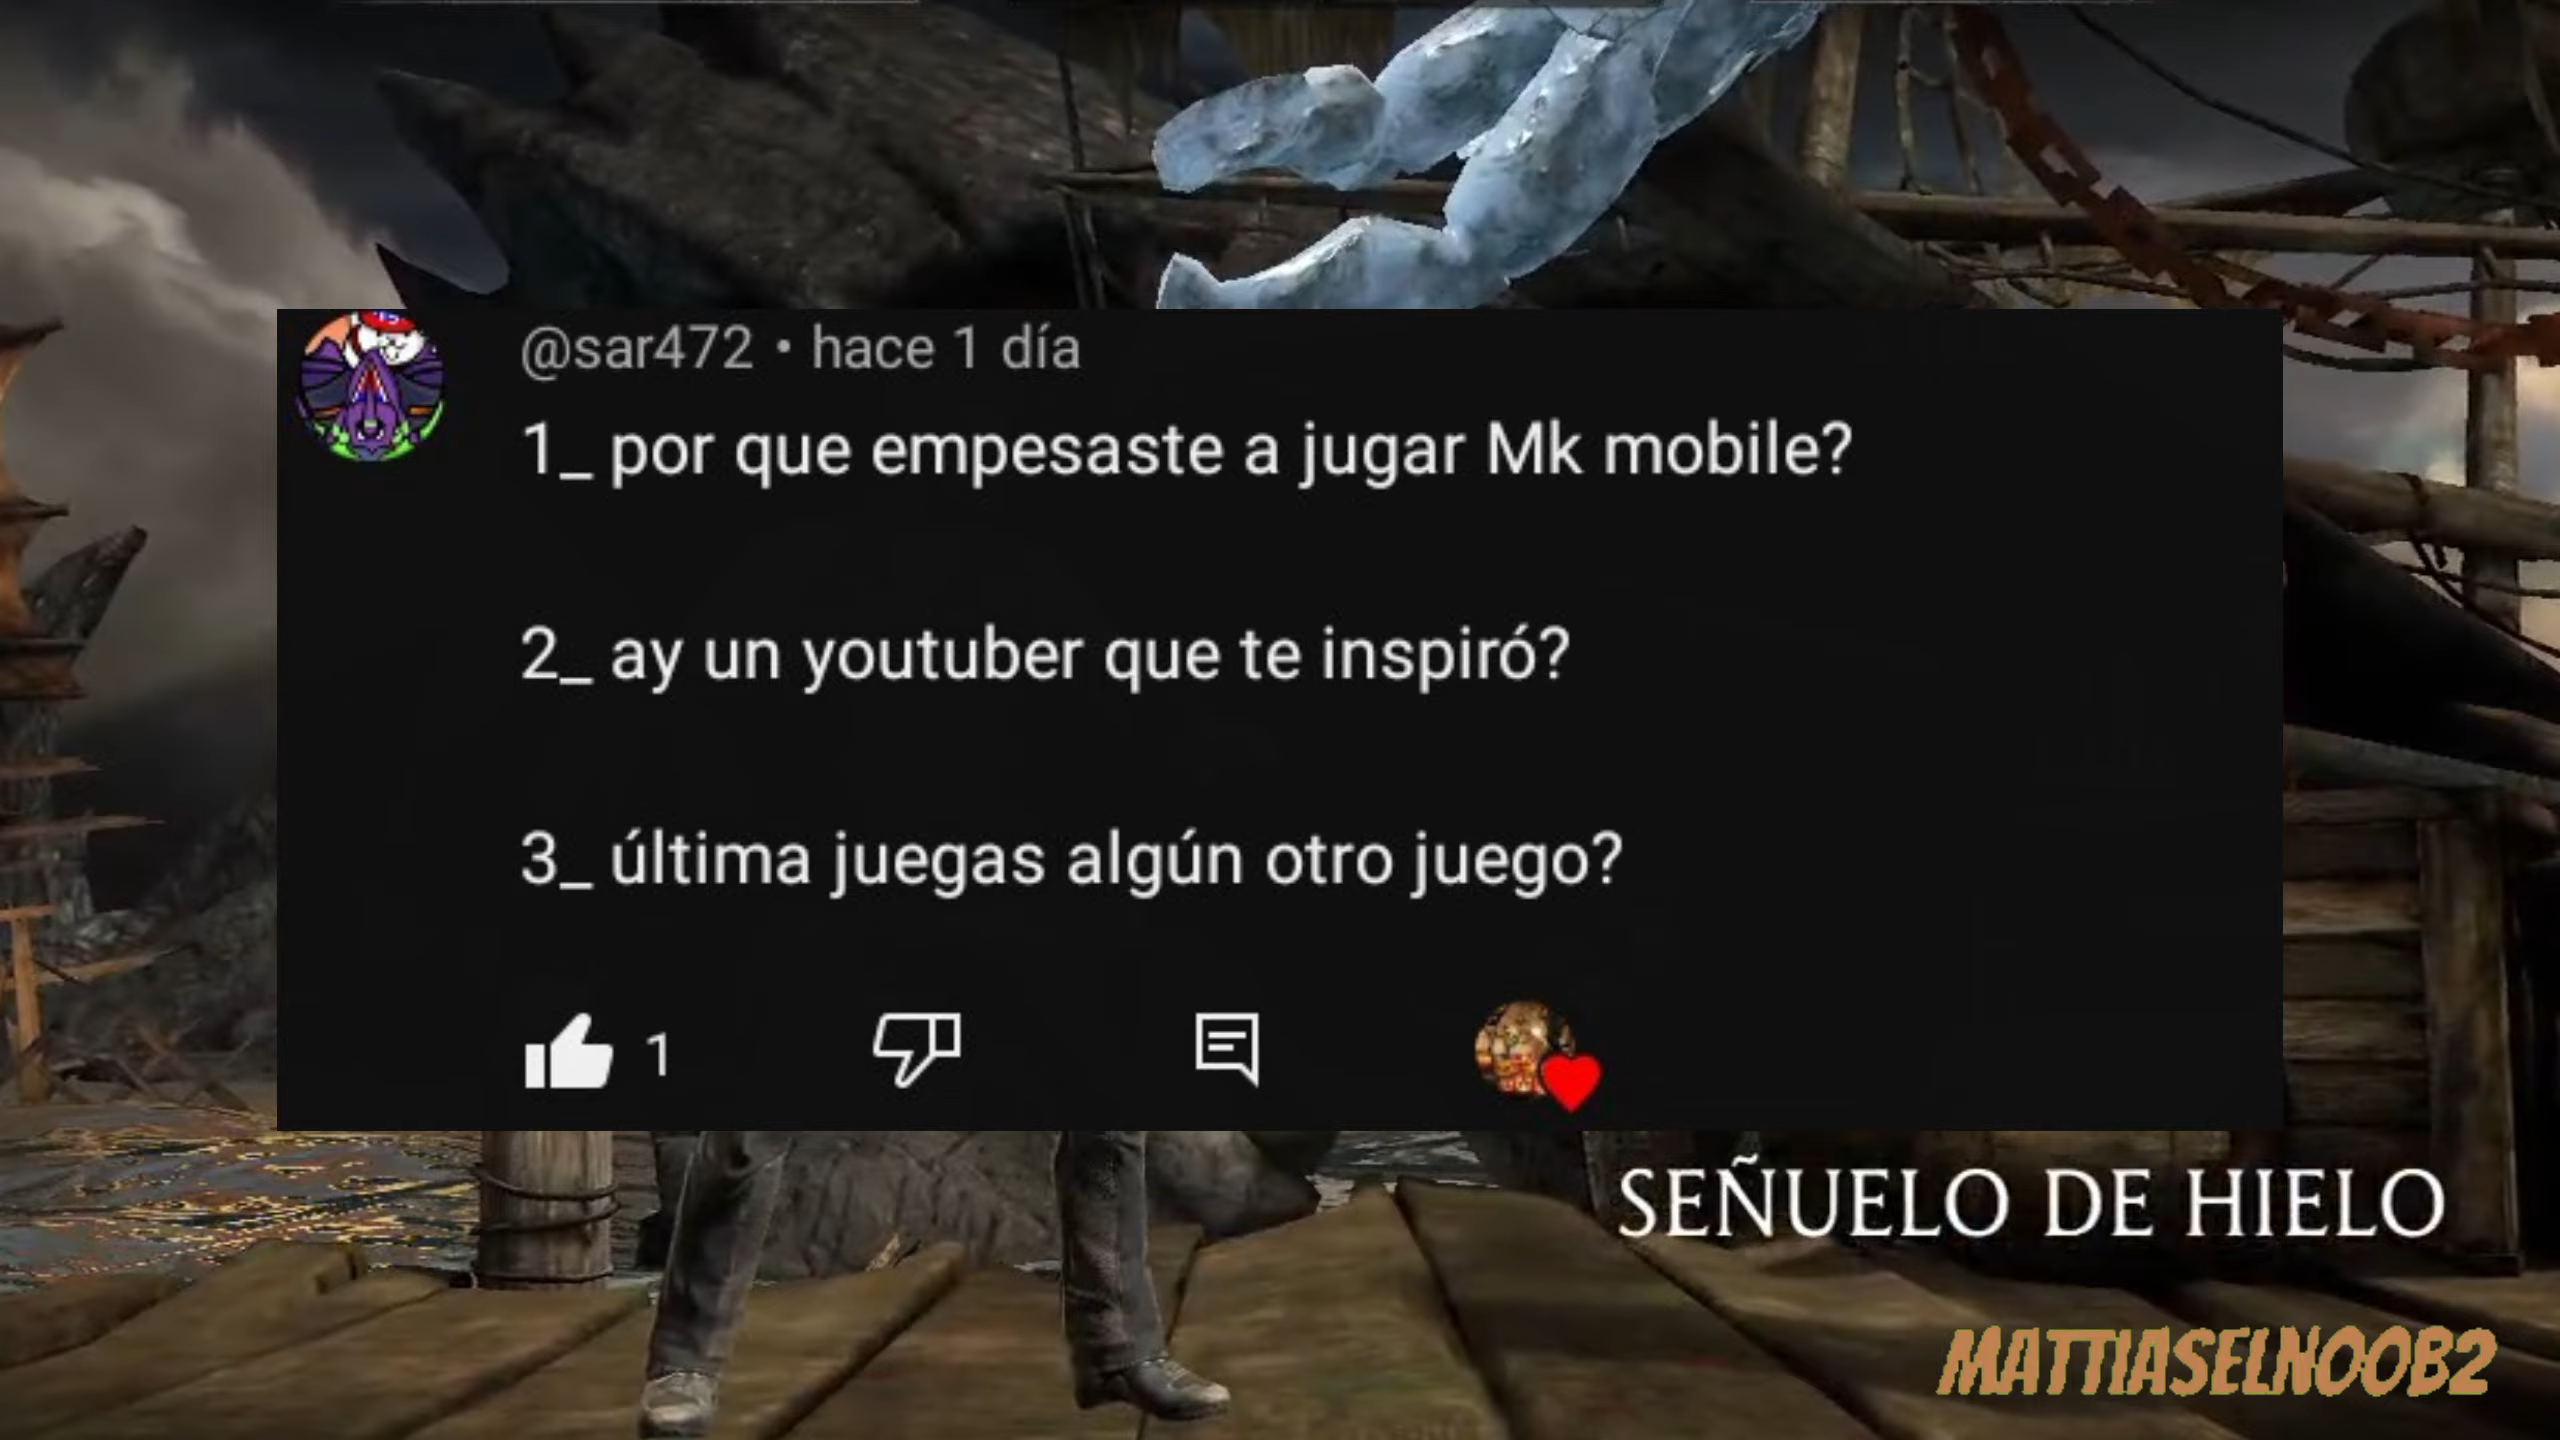 @sar472 • hace 1 día
1_ por que empesaste a jugar Mk mobile?
2_ ay un youtuber que te inspiró?
3_ última juegas algún otro juego?
1
SEÑUELO DE HIELO
MATTIASELNOOB2